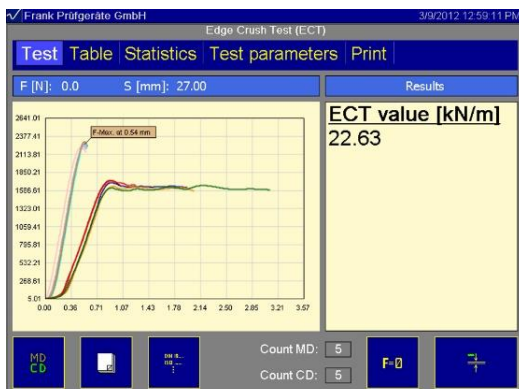 Frank Prüfgeräte GmbH 3/9/2012 12:59:11 PM
Edge Crush Test (ECT)
Test Table Statistics Test parameters Print
F [N]: 0.0 S [mm]: 27.00 Results
ECT value [kN/m]
22.63
F-Max. at 0.54 mm
2641.01
2377.41
2113.81
1850.21
1586.61
1323.01
1059.41
795.81
532.21
268.61
5.01
0.00 0.36 0.71 1.07 1.43 1.78 2.14 2.50 2.85 3.21 3.57
MD
CD
Count MD: 5
Count CD: 5
F=0